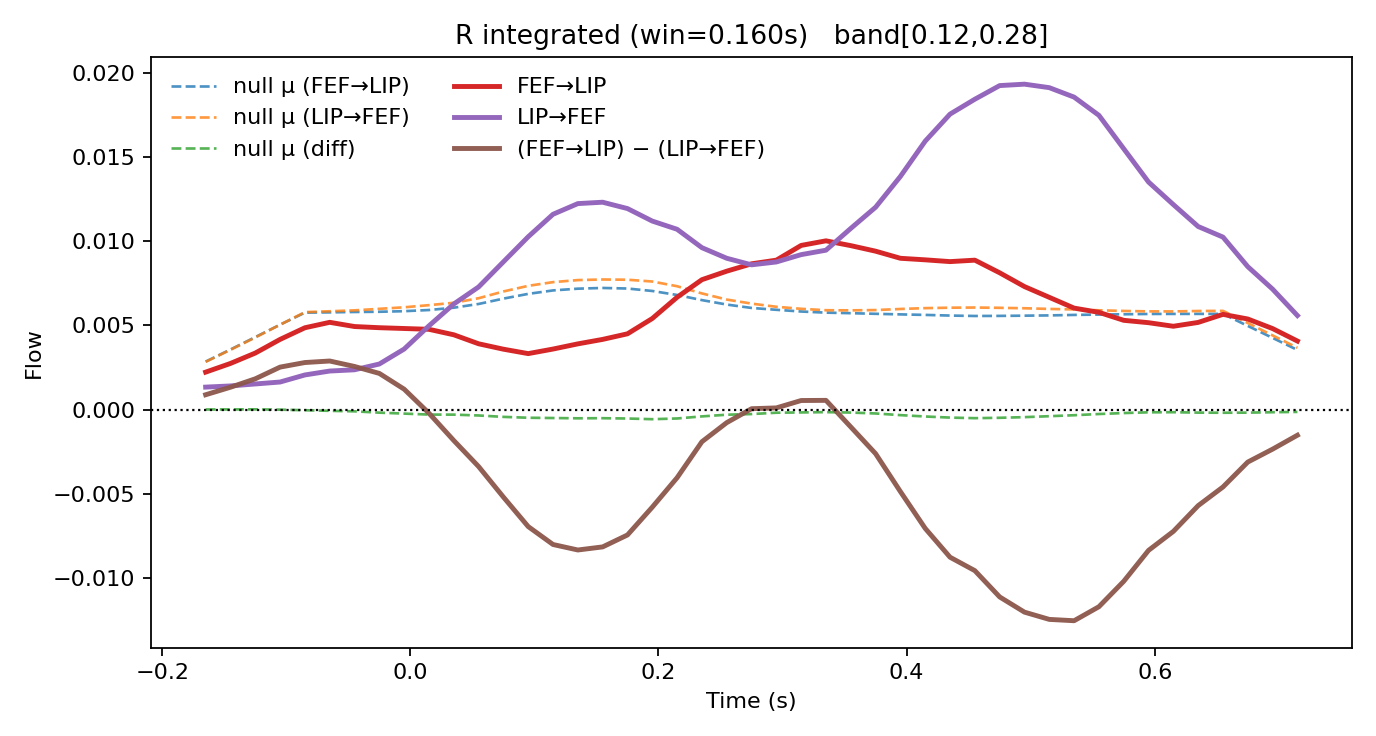 R integrated (win=0.160s)   band[0.12,0.28]
null μ (FEF→LIP)
null μ (LIP→FEF)
null μ (diff)
FEF→LIP
LIP→FEF
(FEF→LIP) − (LIP→FEF)
Flow
0.020
0.015
0.010
0.005
0.000
−0.005
−0.010
−0.2
0.0
0.2
0.4
0.6
Time (s)